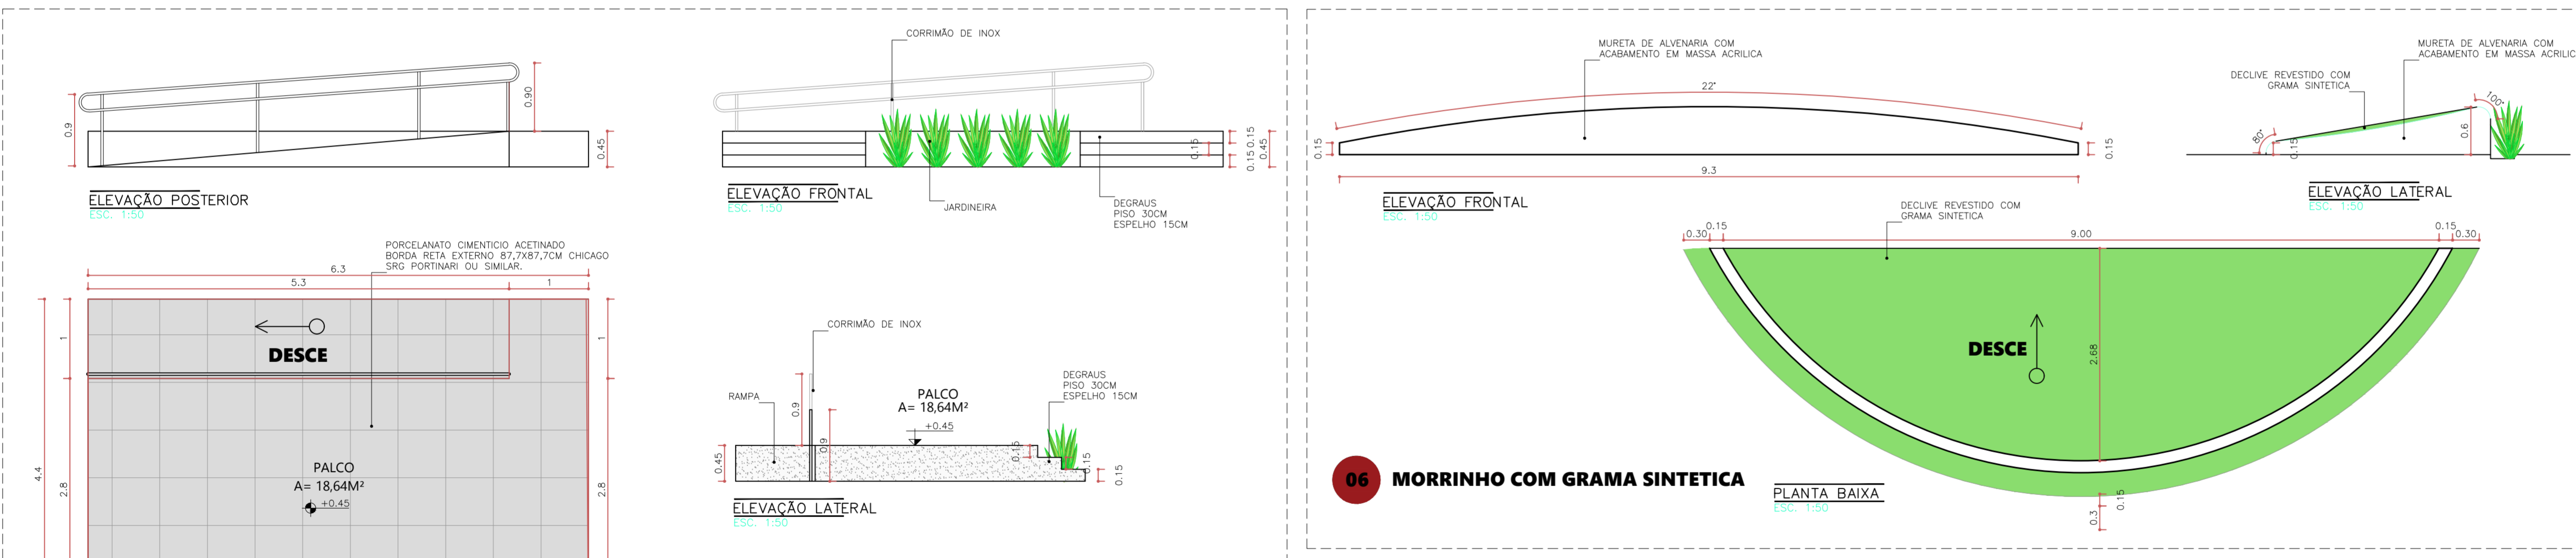 0.9
0.90
0.45
ELEVAÇÃO POSTERIOR
ESC. 1:50
CORRIMÃO DE INOX
0.15
0.15
0.15
0.45
0.15
ELEVAÇÃO FRONTAL
ESC. 1:50
JARDINEIRA
DEGRAUS
PISO 30CM
ESPELHO 15CM
PORCELANATO CIMENTICIO ACETINADO
BORDA RETA EXTERNO 87,7X87,7CM CHICAGO
SRG PORTINARI OU SIMILAR.
6.3
5.3
1
1
1
DESCE
4.4
2.8
2.8
PALCO
A= 18,64M²
+0.45
CORRIMÃO DE INOX
RAMPA
0.9
0.9
PALCO
A= 18,64M²
+0.45
DEGRAUS
PISO 30CM
ESPELHO 15CM
0.45
0.15
0.15
0.15
ELEVAÇÃO LATERAL
ESC. 1:50
MURETA DE ALVENARIA COM
ACABAMENTO EM MASSA ACRILICA
22°
0.15
0.15
9.3
ELEVAÇÃO FRONTAL
ESC. 1:50
MURETA DE ALVENARIA COM
ACABAMENTO EM MASSA ACRILIC
DECLIVE REVESTIDO COM
GRAMA SINTETICA
100°
80°
0.15
0.6
ELEVAÇÃO LATERAL
ESC. 1:50
DECLIVE REVESTIDO COM
GRAMA SINTETICA
0.30
0.15
9.00
0.15
0.30
DESCE
2.68
0.15
0.3
06 MORRINHO COM GRAMA SINTETICA
PLANTA BAIXA
ESC. 1:50